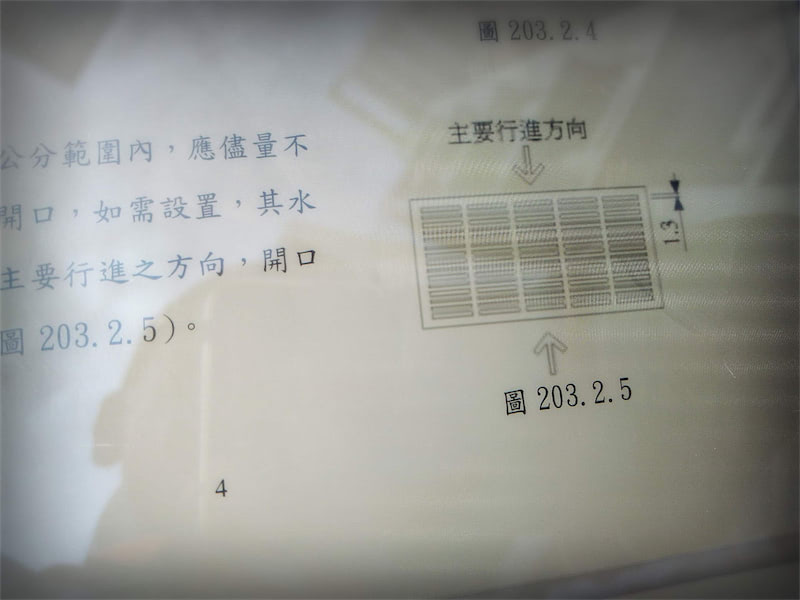 圖 203.2.4
主要行進方向
公分範圍內，應儘量不
開口，如需設置，其水
主要行進之方向，開口
圖 203.2.5）。
1.3
圖 203.2.5
4